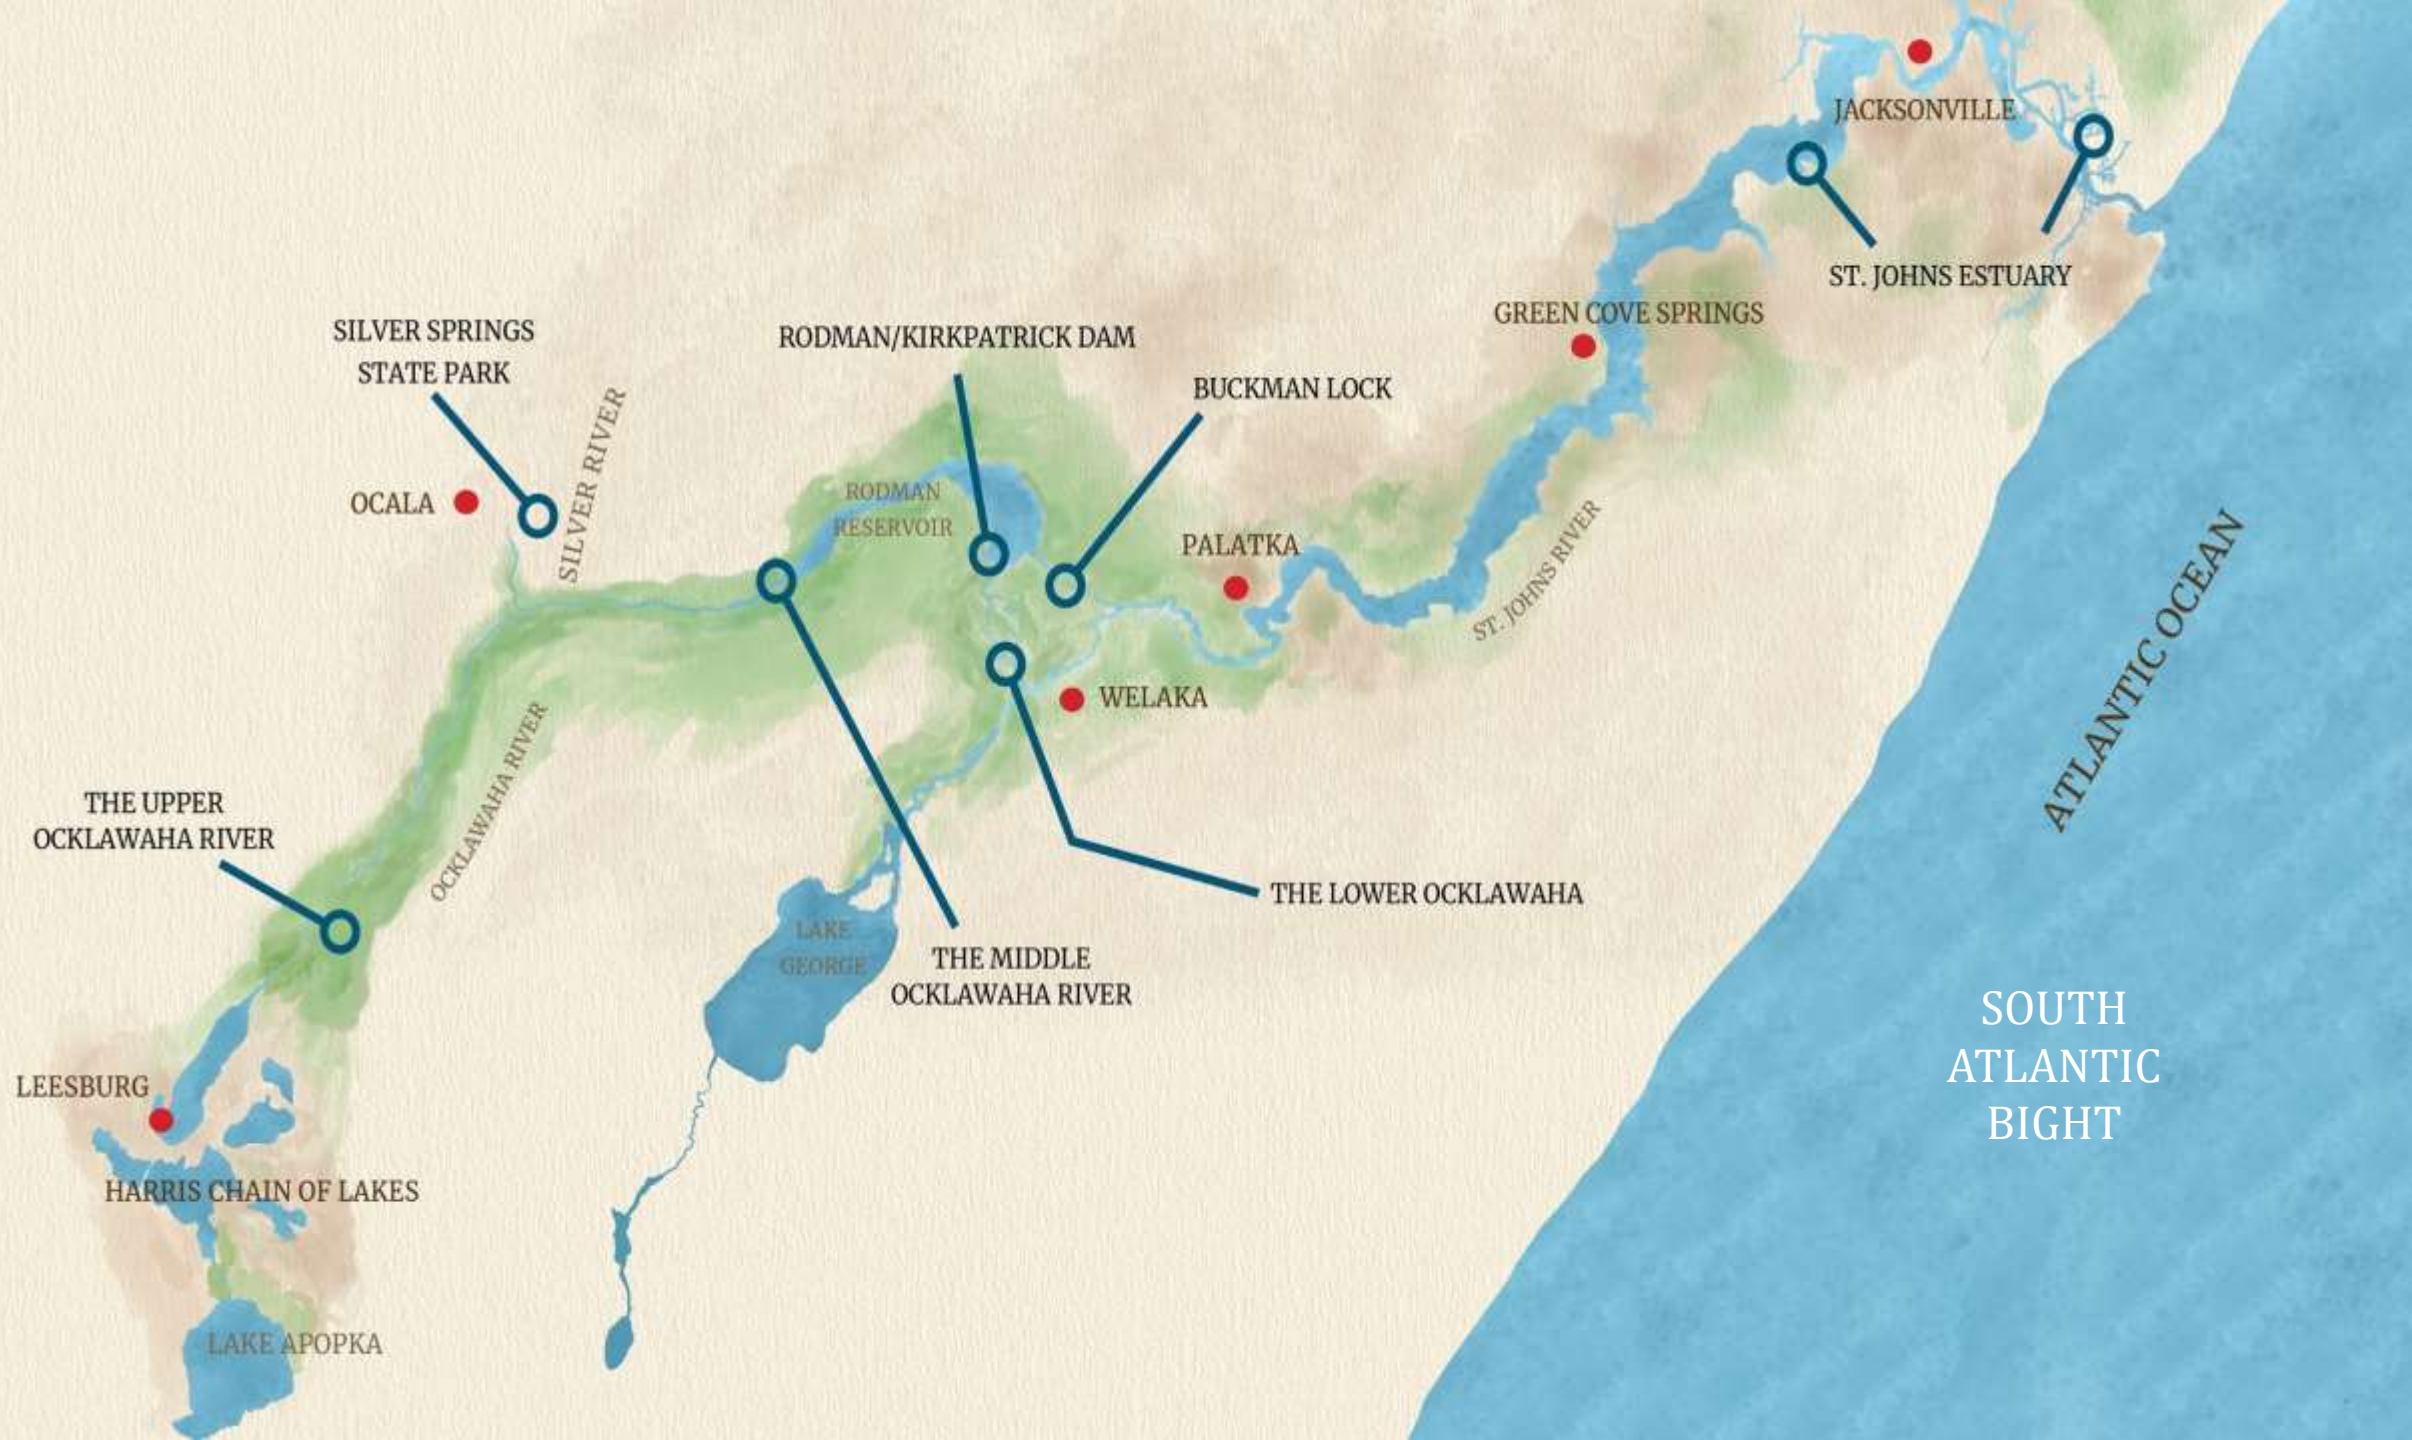 JACKSONVILLE
ST. JOHNS ESTUARY
GREEN COVE SPRINGS
SILVER SPRINGS
STATE PARK
RODMAN/KIRKPATRICK DAM
BUCKMAN LOCK
SILVER RIVER
OCALA
RODMAN
RESERVOIR
PALATKA
ST. JOHNS RIVER
ATLANTIC OCEAN
WELAKA
OCKLAWAHA RIVER
THE UPPER
OCKLAWAHA RIVER
THE LOWER OCKLAWAHA
LAKE
GEORGE
THE MIDDLE
OCKLAWAHA RIVER
SOUTH
ATLANTIC
BIGHT
LEESBURG
HARRIS CHAIN OF LAKES
LAKE APOPKA